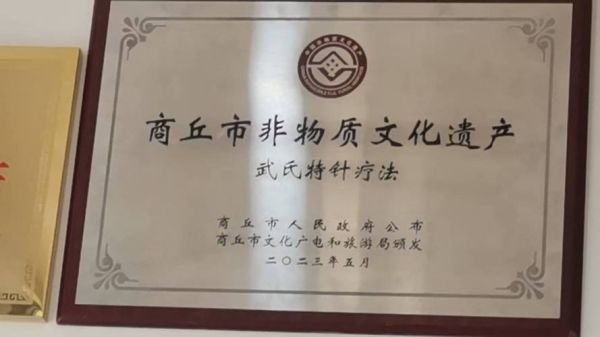 商丘市非物质文化遗产
武氏特针疗法
商丘市人民政府公布
商丘市文化广电和旅游局颁发
二〇二三年五月